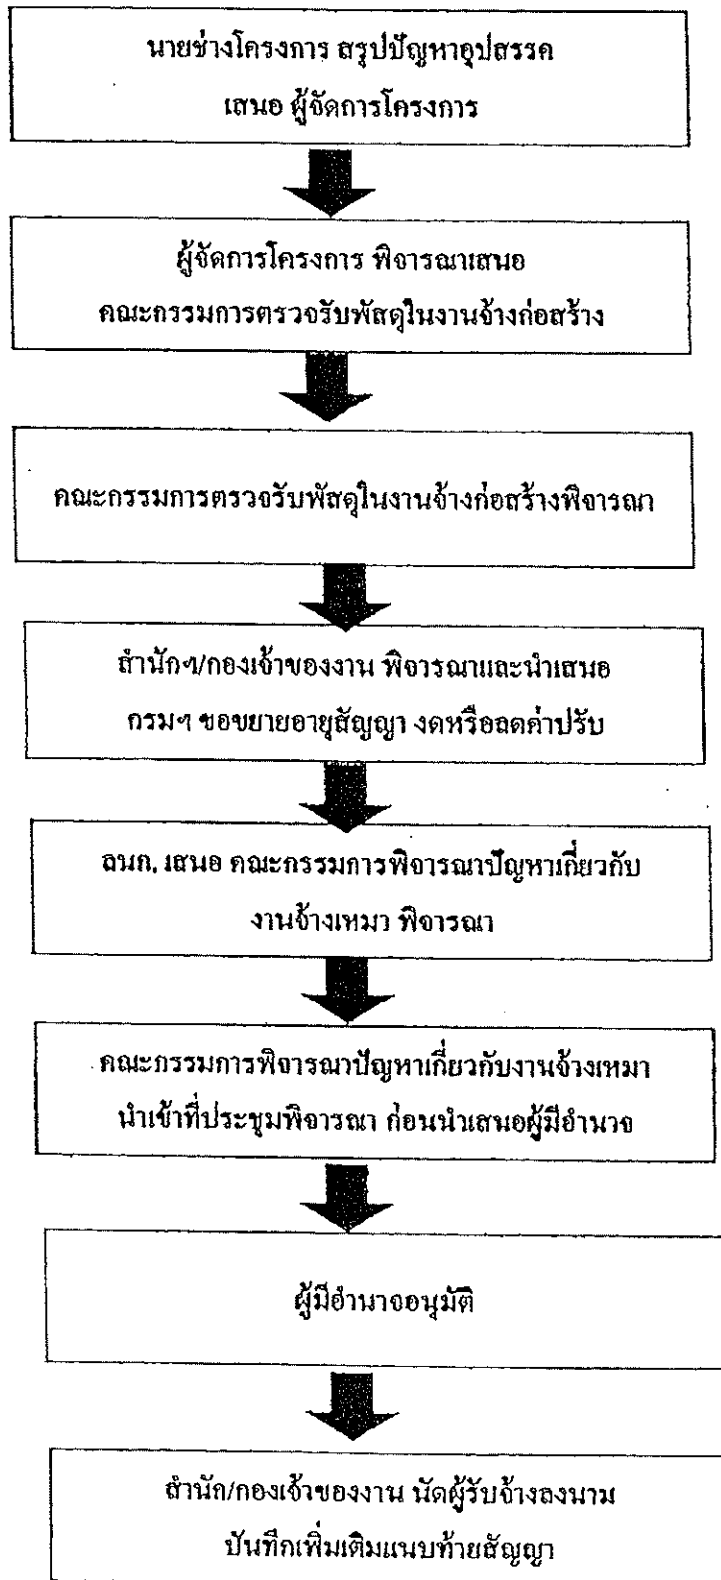 นายช่างโครงการ สรุปปัญหาอุปสรรค
เสนอ ผู้จัดการโครงการ
ผู้จัดการโครงการ พิจารณาเสนอ
คณะกรรมการตรวจรับพัสดุในงานจ้างก่อสร้าง
คณะกรรมการตรวจรับพัสดุในงานจ้างก่อสร้างพิจารณา
สำนักฯ/กองเจ้าของงาน พิจารณาและนำเสนอ
กรมฯ ขอขยายอายุสัญญา งดหรือลดค่าปรับ
ลนก. เสนอ คณะกรรมการพิจารณาปัญหาเกี่ยวกับ
งานจ้างเหมา พิจารณา
คณะกรรมการพิจารณาปัญหาเกี่ยวกับงานจ้างเหมา
นำเข้าที่ประชุมพิจารณา ก่อนนำเสนอผู้มีอำนาจ
ผู้มีอำนาจอนุมัติ
สำนัก/กองเจ้าของงาน นัดผู้รับจ้างลงนาม
บันทึกเพิ่มเติมแนบท้ายสัญญา